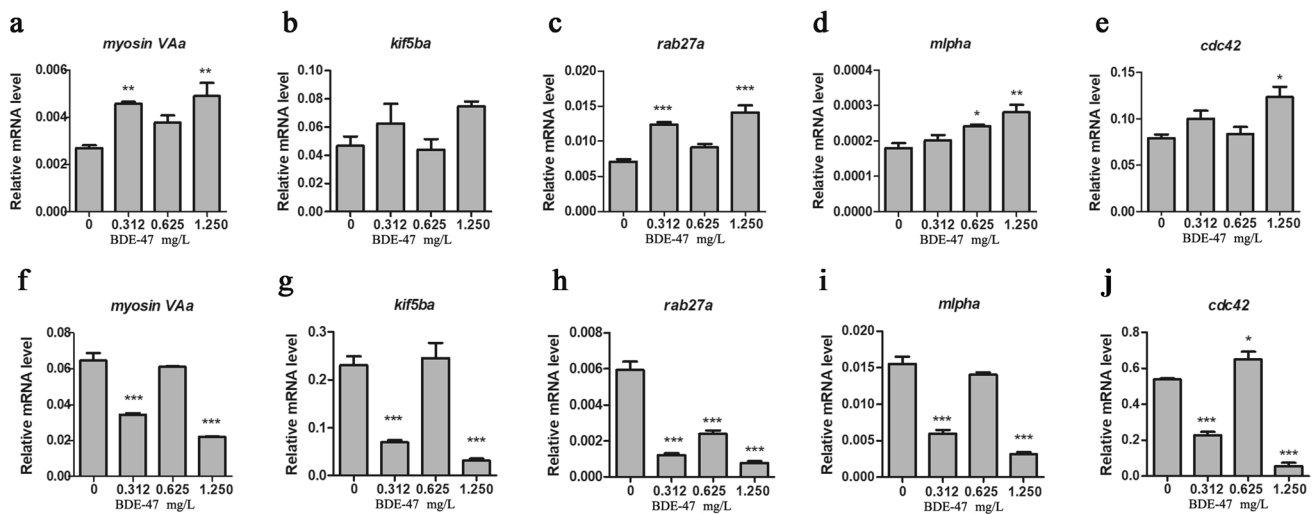 a
myosin VAa
Relative mRNA level
0.006
0.004
0.002
0.000
**
**
0 0.312 0.625 1.250
BDE-47 mg/L
b
kif5ba
Relative mRNA level
0.10
0.08
0.06
0.04
0.02
0.00
0 0.312 0.625 1.250
BDE-47 mg/L
c
rab27a
Relative mRNA level
0.020
0.015
0.010
0.005
0.000
***
***
0 0.312 0.625 1.250
BDE-47 mg/L
d
mlpha
Relative mRNA level
0.0004
0.0003
0.0002
0.0001
0.0000
*
**
0 0.312 0.625 1.250
BDE-47 mg/L
e
cdc42
Relative mRNA level
0.15
0.10
0.05
0.00
*
0 0.312 0.625 1.250
BDE-47 mg/L
f
myosin VAa
Relative mRNA level
0.08
0.06
0.04
0.02
0.00
***
***
0 0.312 0.625 1.250
BDE-47 mg/L
g
kif5ba
Relative mRNA level
0.3
0.2
0.1
0.0
***
***
0 0.312 0.625 1.250
BDE-47 mg/L
h
rab27a
Relative mRNA level
0.008
0.006
0.004
0.002
0.000
***
***
***
0 0.312 0.625 1.250
BDE-47 mg/L
i
mlpha
Relative mRNA level
0.020
0.015
0.010
0.005
0.000
***
***
0 0.312 0.625 1.250
BDE-47 mg/L
j
cdc42
Relative mRNA level
0.8
0.6
0.4
0.2
0.0
***
*
***
0 0.312 0.625 1.250
BDE-47 mg/L